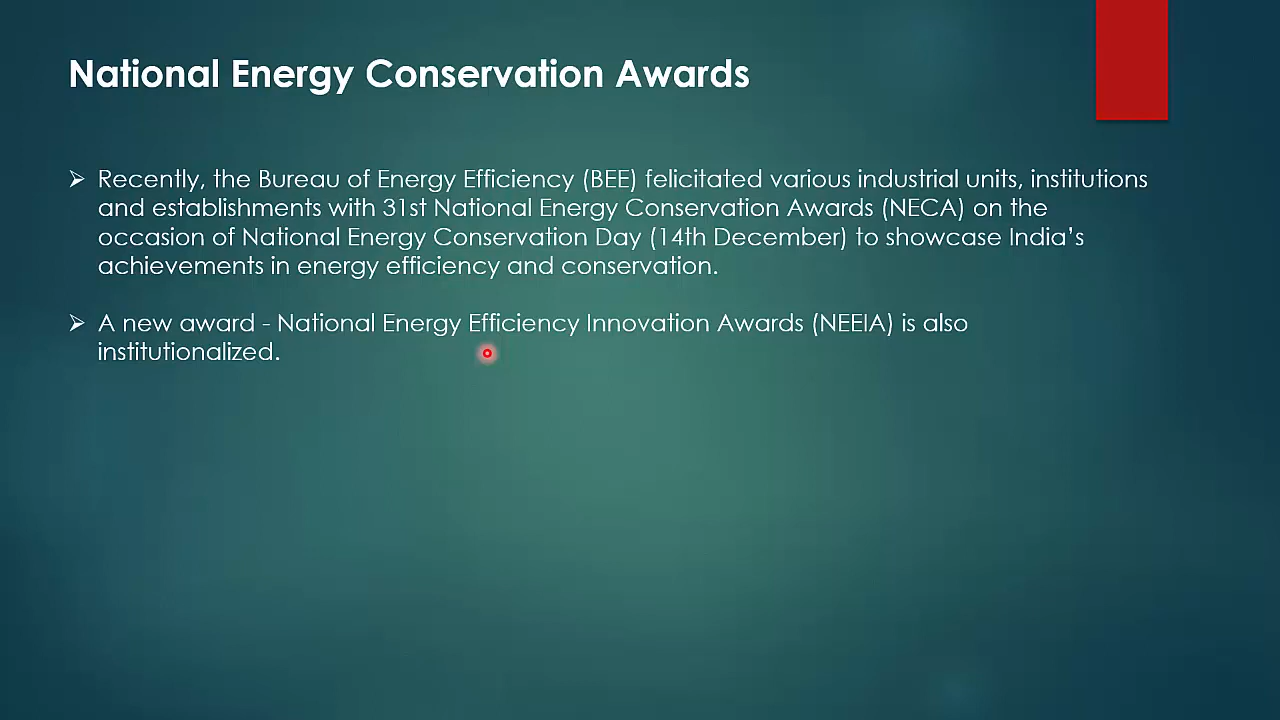 National Energy Conservation Awards
Recently, the Bureau of Energy Efficiency (BEE) felicitated various industrial units, institutions
and establishments with 31st National Energy Conservation Awards (NECA) on the
occasion of National Energy Conservation Day (14th December) to showcase India's
achievements in energy efficiency and conservation.
A new award - National Energy Efficiency Innovation Awards (NEEIA) is also
institutionalized.